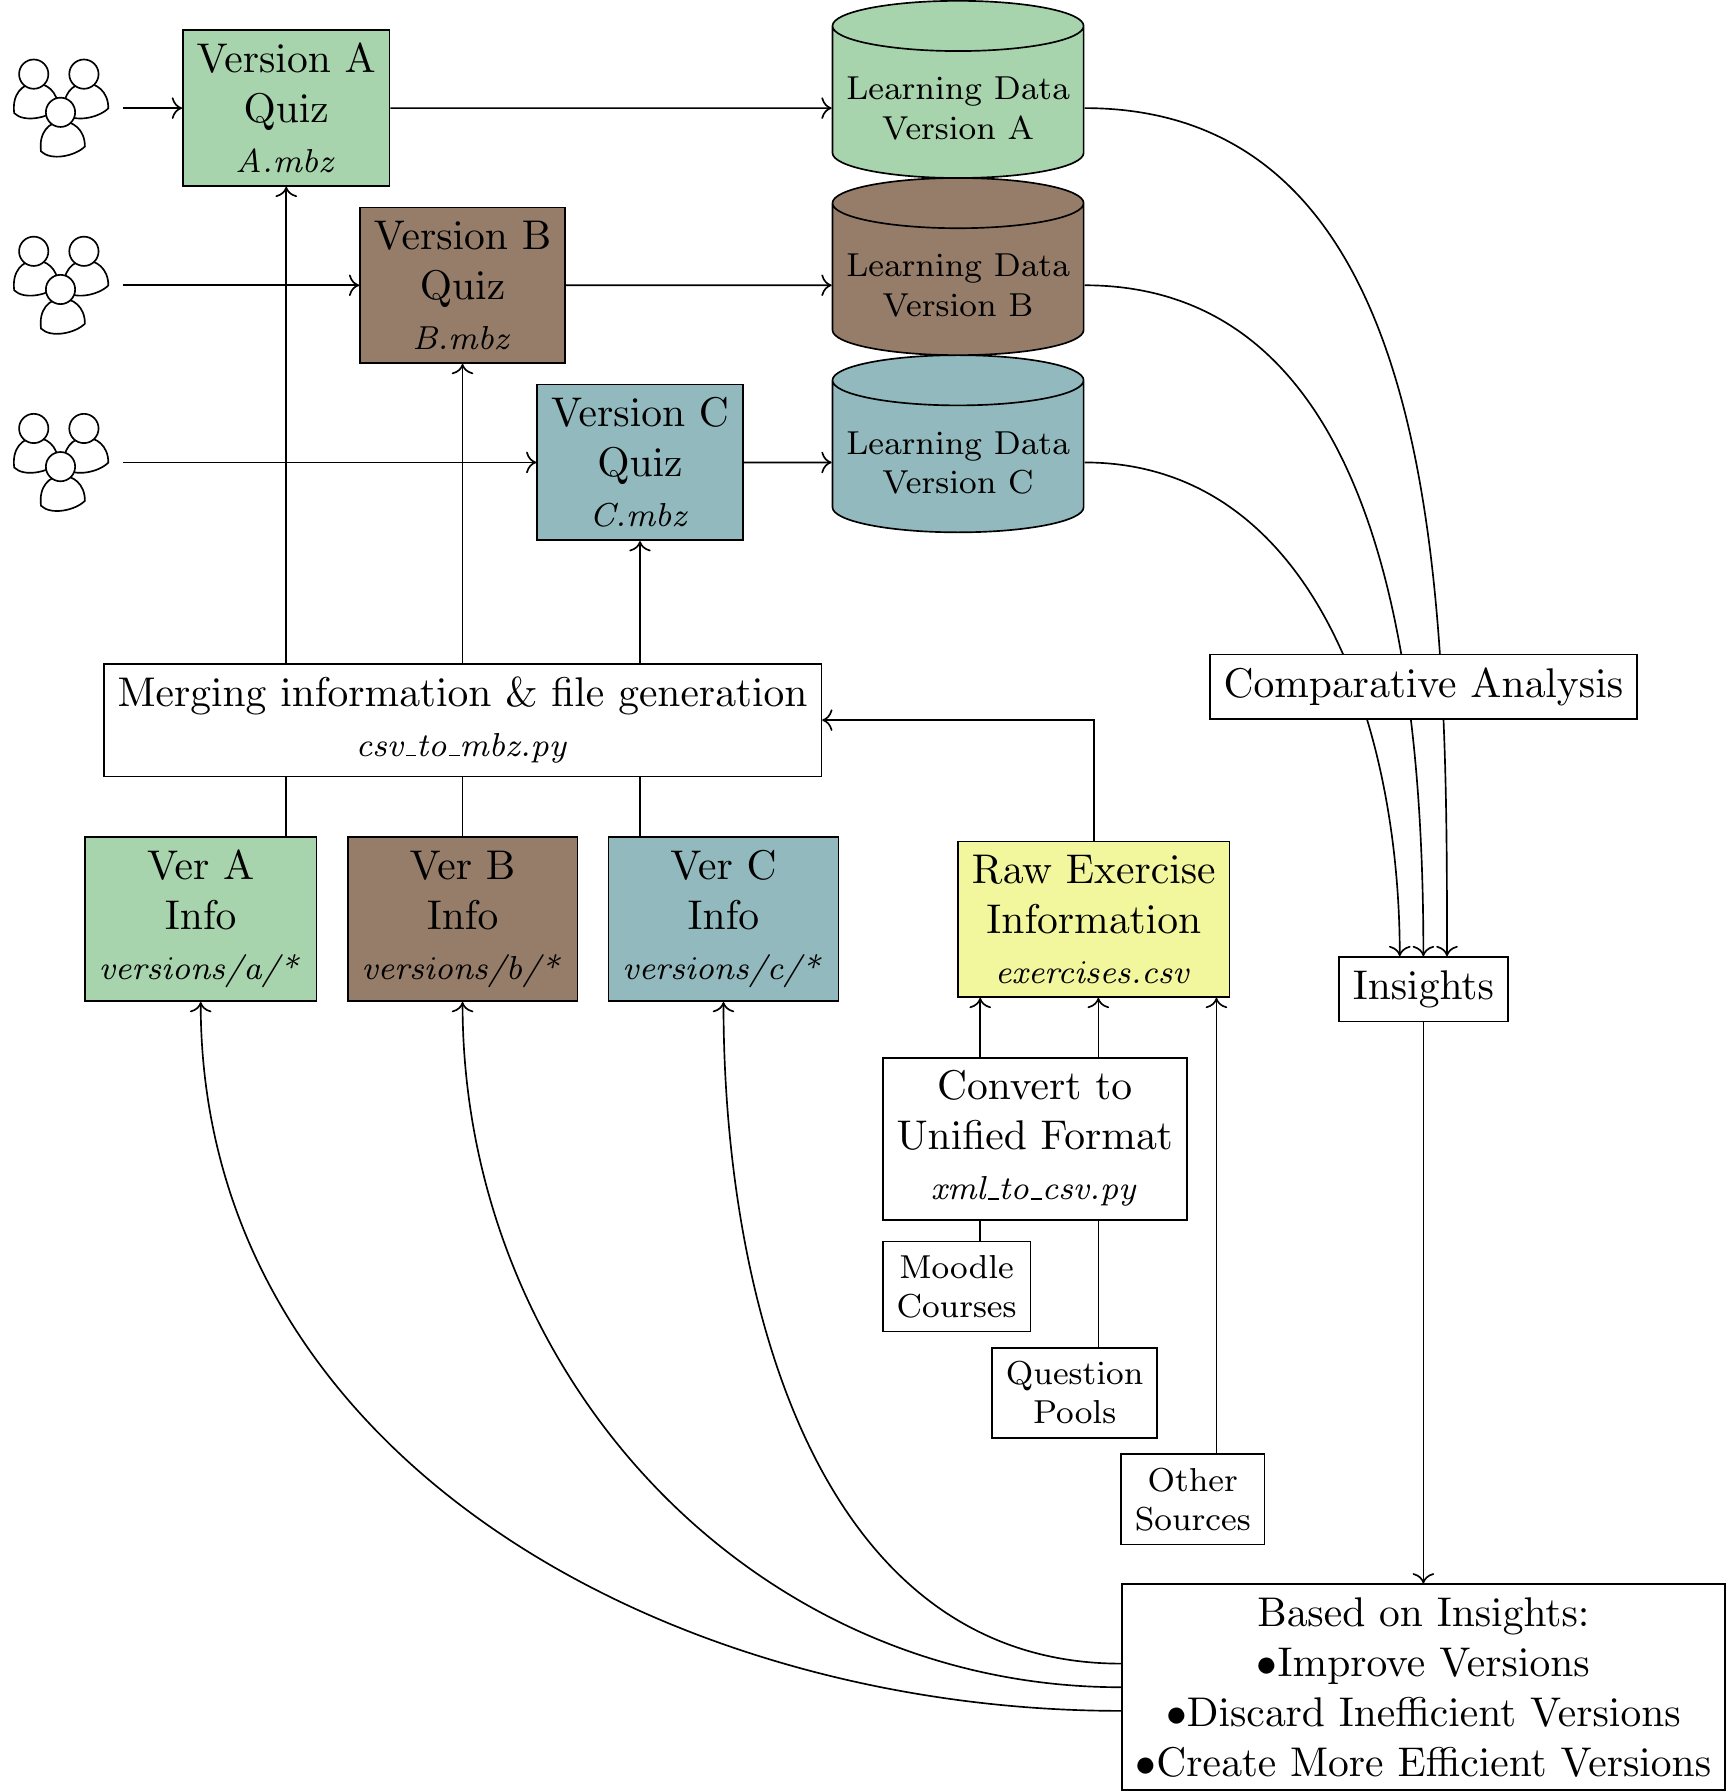 Version A
Quiz
A.mbz
Learning Data
Version A
Version B
Quiz
B.mbz
Learning Data
Version B
Version C
Quiz
C.mbz
Learning Data
Version C
Merging information & file generation
csv_to_mbz.py
Comparative Analysis
Ver A
Info
versions/a/*
Ver B
Info
versions/b/*
Ver C
Info
versions/c/*
Raw Exercise
Information
exercises.csv
Insights
Convert to
Unified Format
xml_to_csv.py
Moodle
Courses
Question
Pools
Other
Sources
Based on Insights:
•Improve Versions
•Discard Inefficient Versions
•Create More Efficient Versions